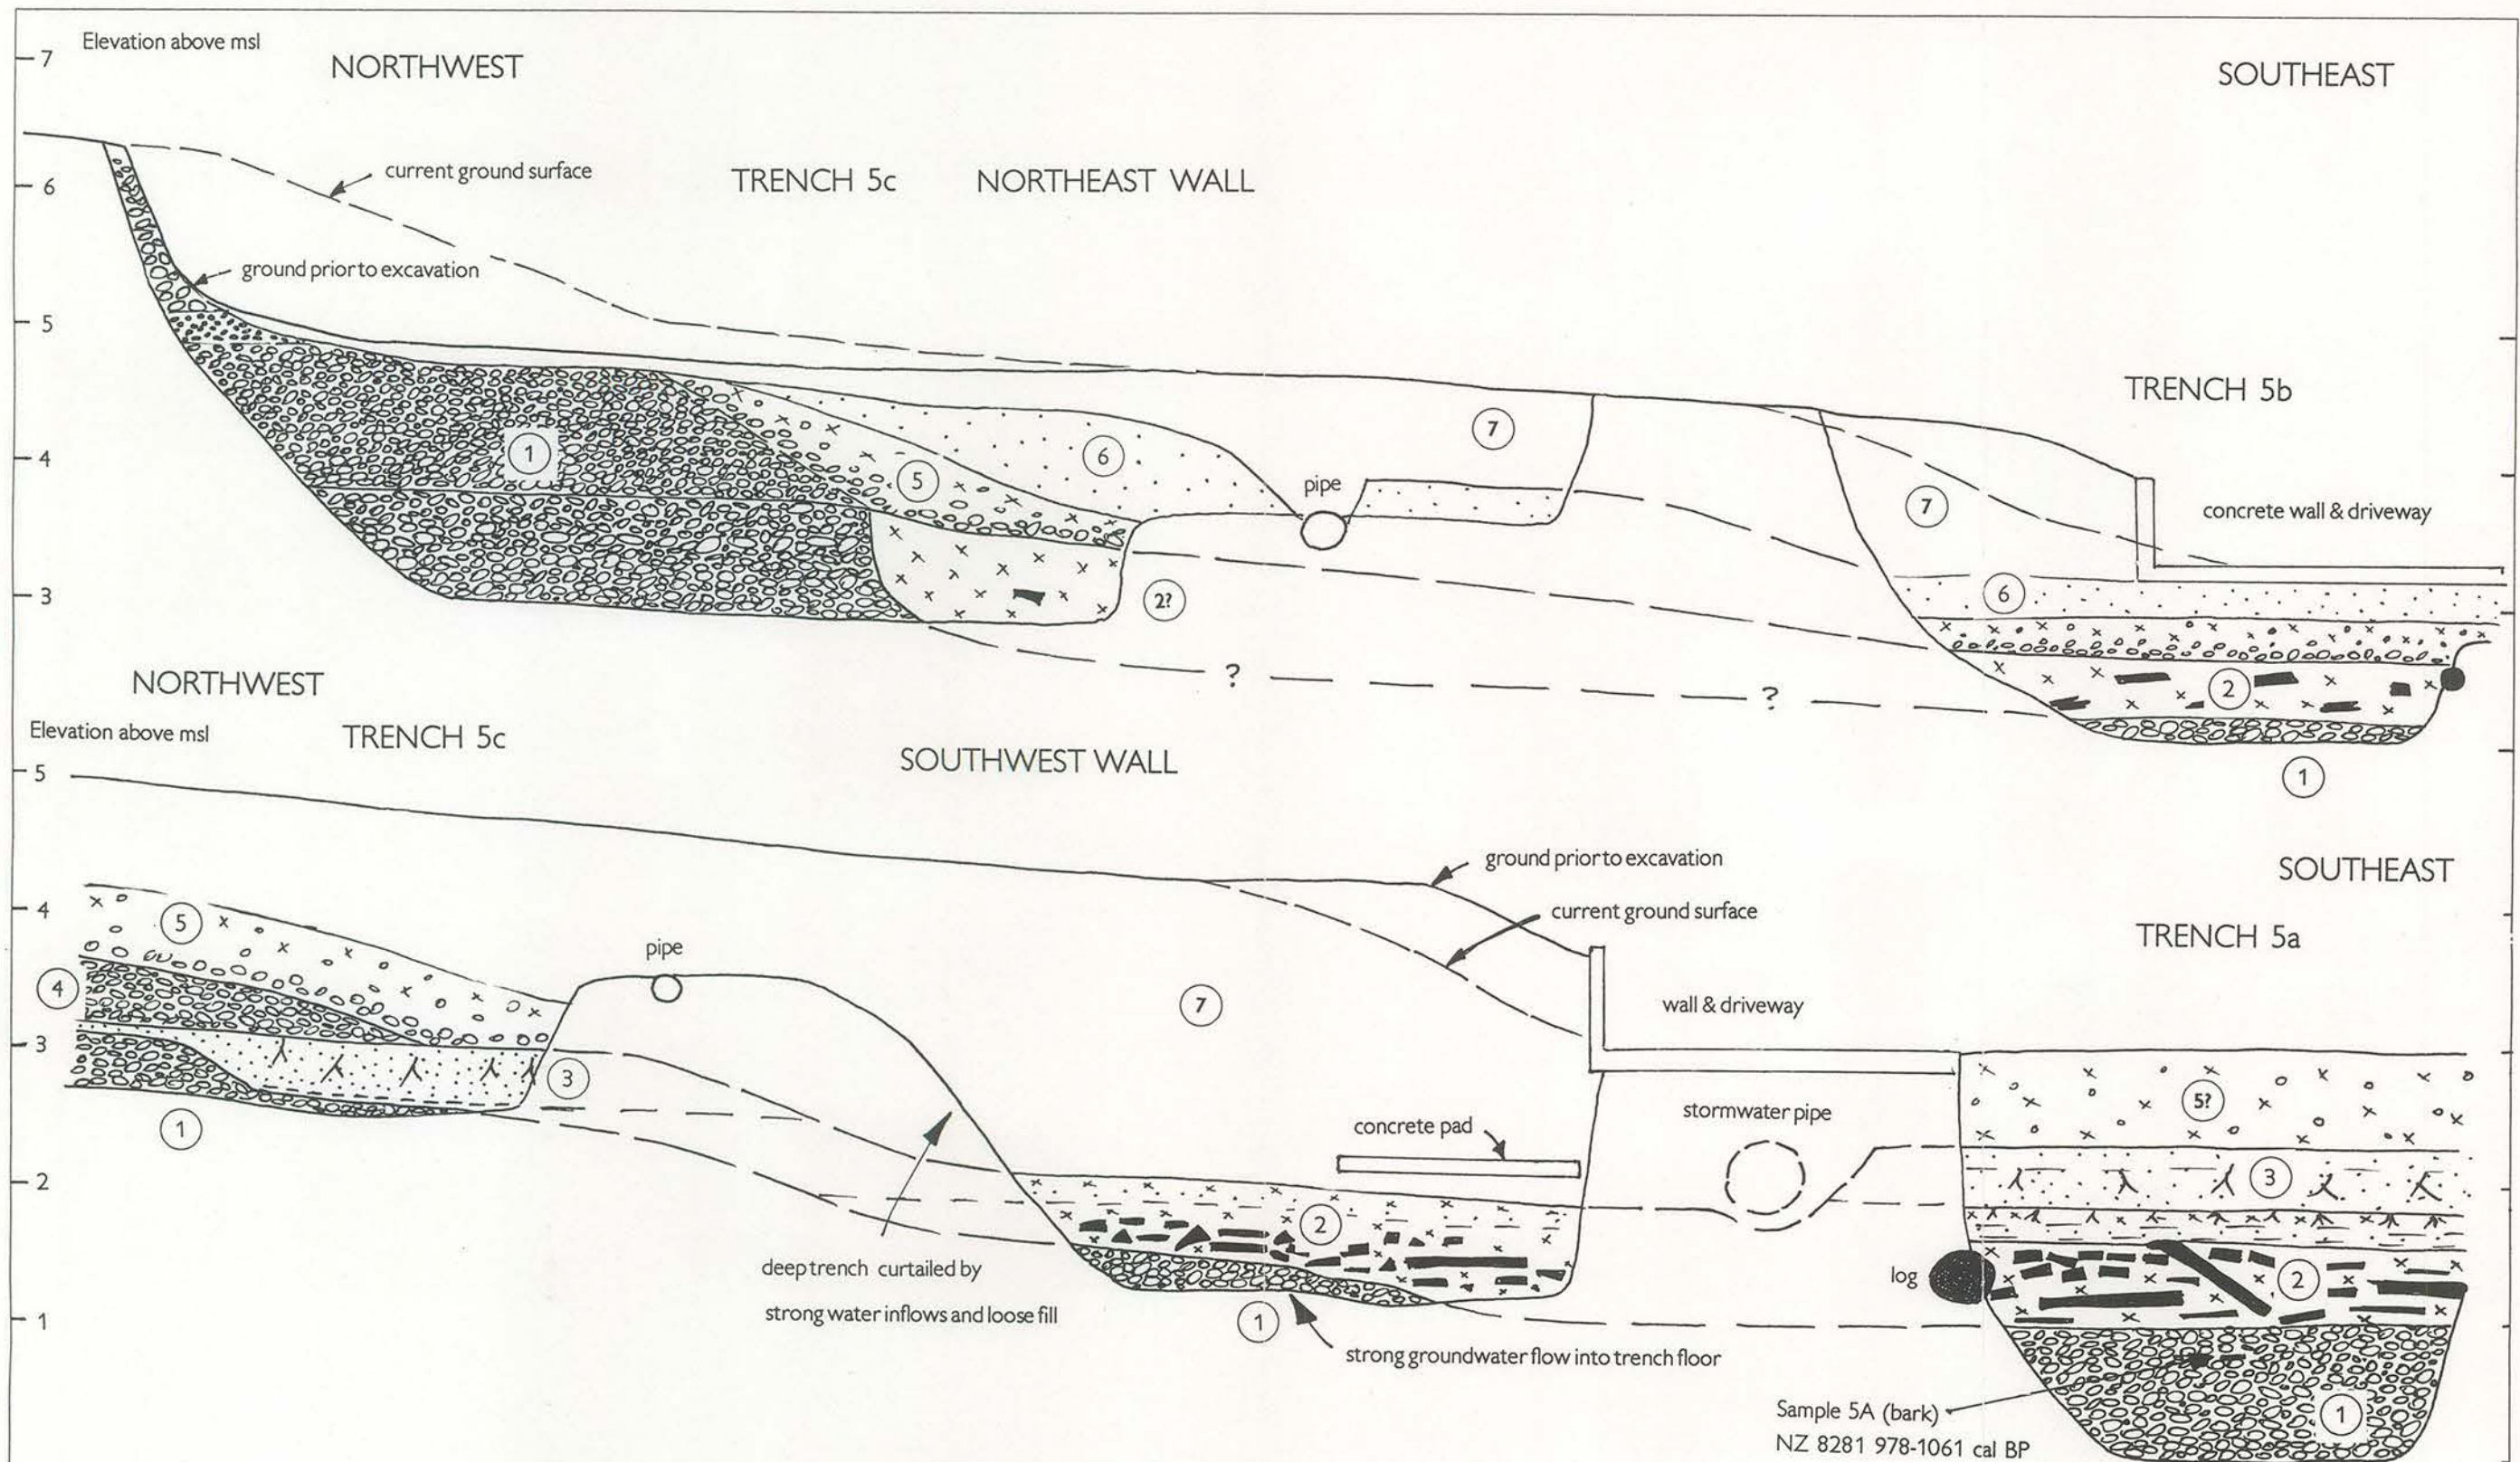 Elevation above msl
7
NORTHWEST
SOUTHEAST
6
current ground surface
TRENCH 5c NORTHEAST WALL
ground prior to excavation
5
TRENCH 5b
7
4
1
5
6
pipe
7
concrete wall & driveway
3
2?
6
2
?
?
1
NORTHWEST
Elevation above msl
TRENCH 5c
SOUTHWEST WALL
5
ground prior to excavation
SOUTHEAST
4
5
current ground surface
TRENCH 5a
pipe
4
7
wall & driveway
3
3
1
stormwater pipe
5?
concrete pad
2
2
3
deep trench curtailed by
strong water inflows and loose fill
log
2
1
1
strong groundwater flow into trench floor
Sample 5A (bark)
NZ 8281 978-1061 cal BP
1